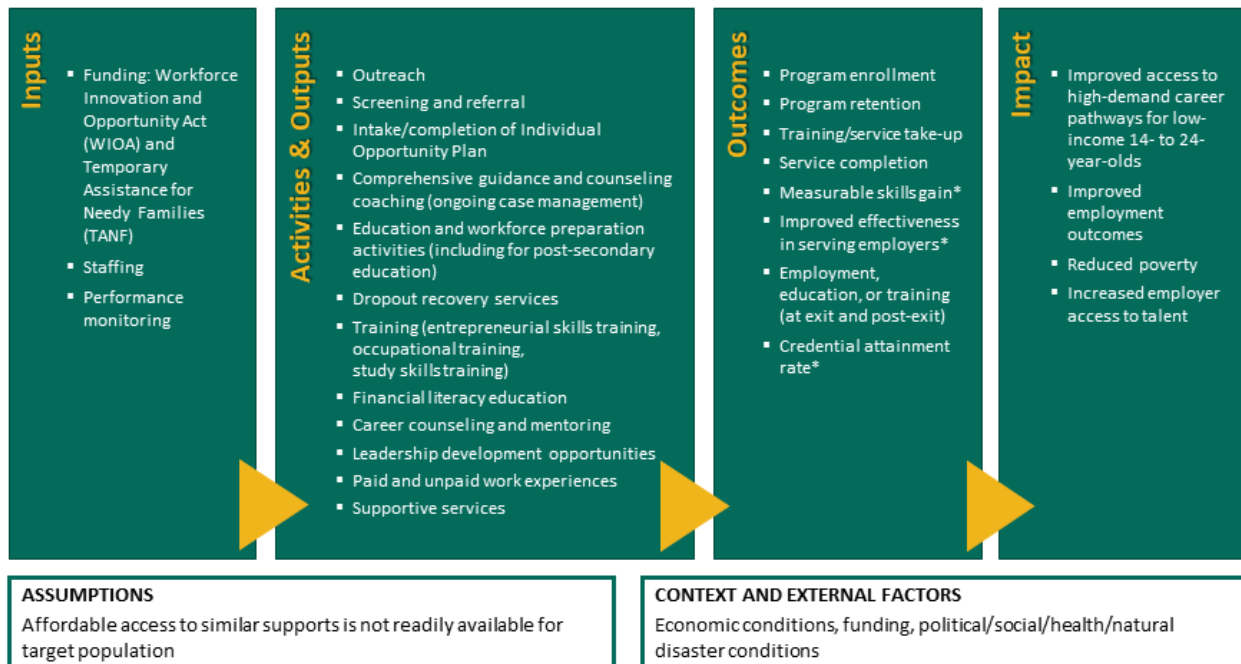 Inputs
▪ Funding: Workforce
Innovation and
Opportunity Act
(WIOA) and
Temporary
Assistance for
Needy Families
(TANF)
▪ Staffing
▪ Performance
monitoring
Activities & Outputs
▪ Outreach
▪ Screening and referral
▪ Intake/completion of Individual
Opportunity Plan
▪ Comprehensive guidance and counseling
coaching (ongoing case management)
▪ Education and workforce preparation
activities (including for post-secondary
education)
▪ Dropout recovery services
▪ Training (entrepreneurial skills training,
occupational training,
study skills training)
▪ Financial literacy education
▪ Career counseling and mentoring
▪ Leadership development opportunities
▪ Paid and unpaid work experiences
▪ Supportive services
Outcomes
▪ Program enrollment
▪ Program retention
▪ Training/service take-up
▪ Service completion
▪ Measurable skills gain*
▪ Improved effectiveness
in serving employers*
▪ Employment,
education, or training
(at exit and post-exit)
▪ Credential attainment
rate*
Impact
▪ Improved access to
high-demand career
pathways for low-
income 14- to 24-
year-olds
▪ Improved
employment
outcomes
▪ Reduced poverty
▪ Increased employer
access to talent
ASSUMPTIONS
Affordable access to similar supports is not readily available for
target population
CONTEXT AND EXTERNAL FACTORS
Economic conditions, funding, political/social/health/natural
disaster conditions